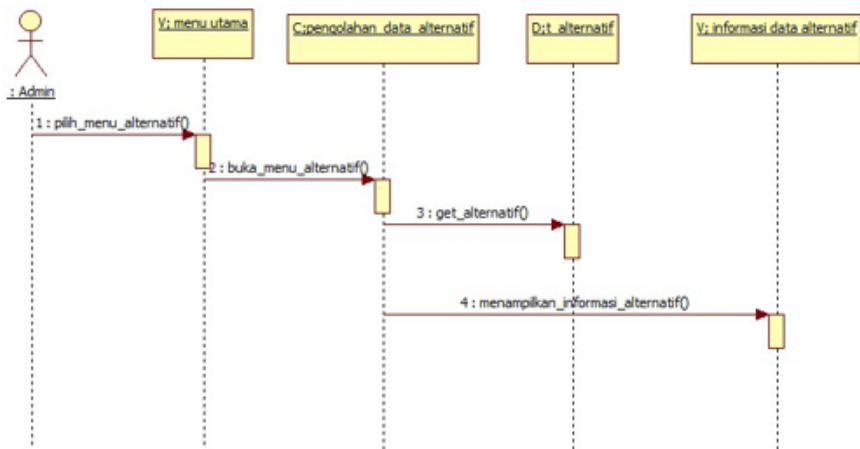 V; menu utama
C;pengolahan_data_alternatif
D;t_alternatif
V; informasi data alternatif
: Admin
1 : pilih_menu_alternatif()
2 : buka_menu_alternatif()
3 : get_alternatif()
4 : menampilkan_informasi_alternatif()